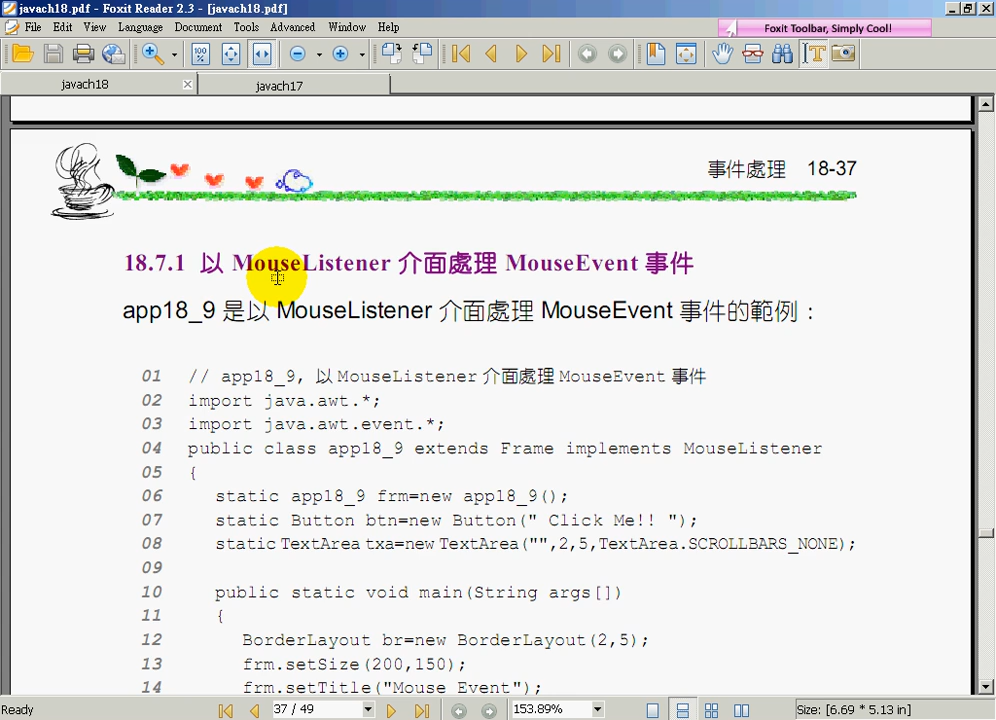 javach18.pdf - Foxit Reader 2.3 - [javach18.pdf]
File Edit View Language Document Tools Advanced Window Help
Foxit Toolbar, Simply Cool!
javach18 javach17
事件處理 18-37
18.7.1 以 MouseListener 介面處理 MouseEvent 事件
app18_9 是以 MouseListener 介面處理 MouseEvent 事件的範例：
01 // app18_9, 以 MouseListener 介面處理 MouseEvent 事件
02 import java.awt.*;
03 import java.awt.event.*;
04 public class app18_9 extends Frame implements MouseListener
05 {
06 static app18_9 frm=new app18_9();
07 static Button btn=new Button(" Click Me!! ");
08 static TextArea txa=new TextArea("",2,5,TextArea.SCROLLBARS_NONE);
09
10 public static void main(String args[])
11 {
12 BorderLayout br=new BorderLayout(2,5);
13 frm.setSize(200,150);
14 frm.setTitle("Mouse Event");
Ready 37 / 49 153.89% Size: [6.69 * 5.13 in]